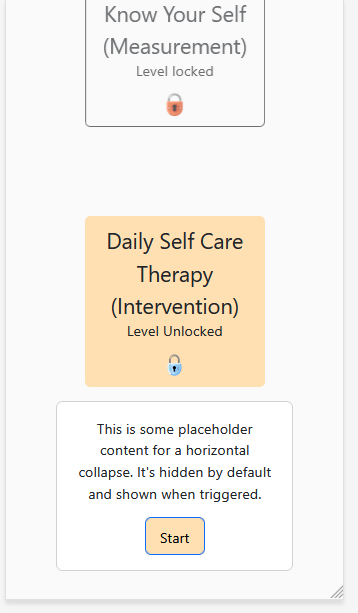 Know Your Self
(Measurement)
Level locked
Daily Self Care
Therapy
(Intervention)
Level Unlocked
This is some placeholder
content for a horizontal
collapse. It's hidden by default
and shown when triggered.
Start